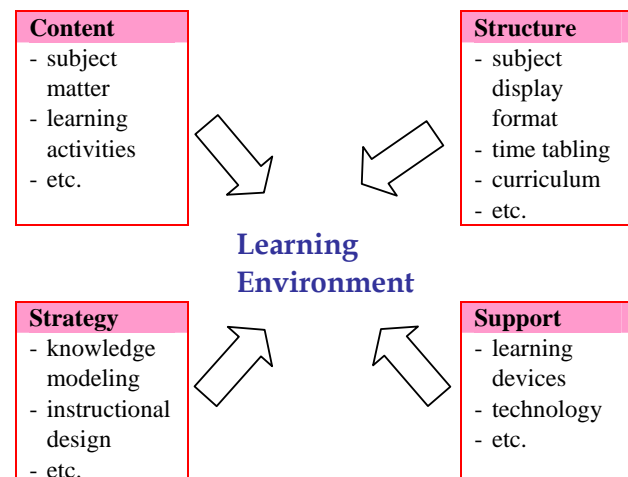 Content
- subject
matter
- learning
activities
- etc.
Structure
- subject
display
format
- time tabling
- curriculum
- etc.
Learning
Environment
Strategy
- knowledge
modeling
- instructional
design
- etc.
Support
- learning
devices
- technology
- etc.